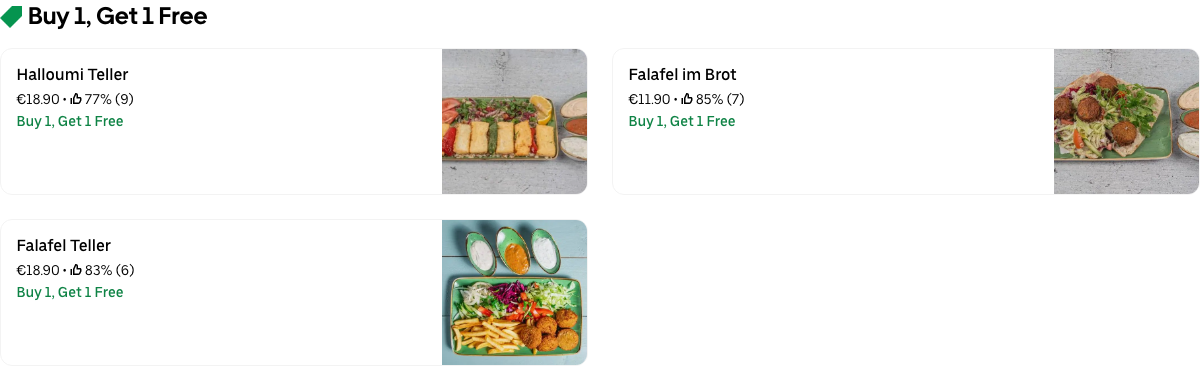 Buy 1, Get 1 Free
Halloumi Teller
€18.90 • 77% (9)
Buy 1, Get 1 Free
Falafel im Brot
€11.90 • 85% (7)
Buy 1, Get 1 Free
Falafel Teller
€18.90 • 83% (6)
Buy 1, Get 1 Free